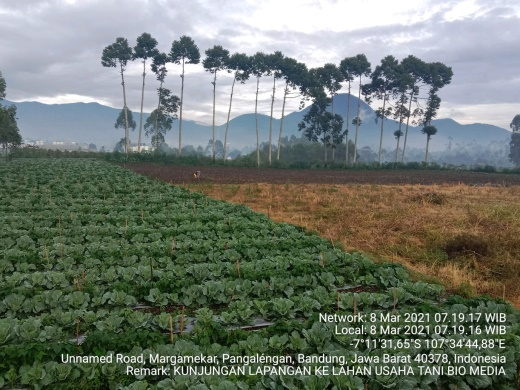 Network: 8 Mar 2021 07.19.17 WIB
Local: 8 Mar 2021 07.19.16 WIB
-7°11'31,65"S 107°34'44,88"E
Unnamed Road, Margamekar, Pangaléngan, Bandung, Jawa Barat 40378, Indonesia
Remark: KUNJUNGAN LAPANGAN KE LAHAN USAHA TANI BIO MEDIA